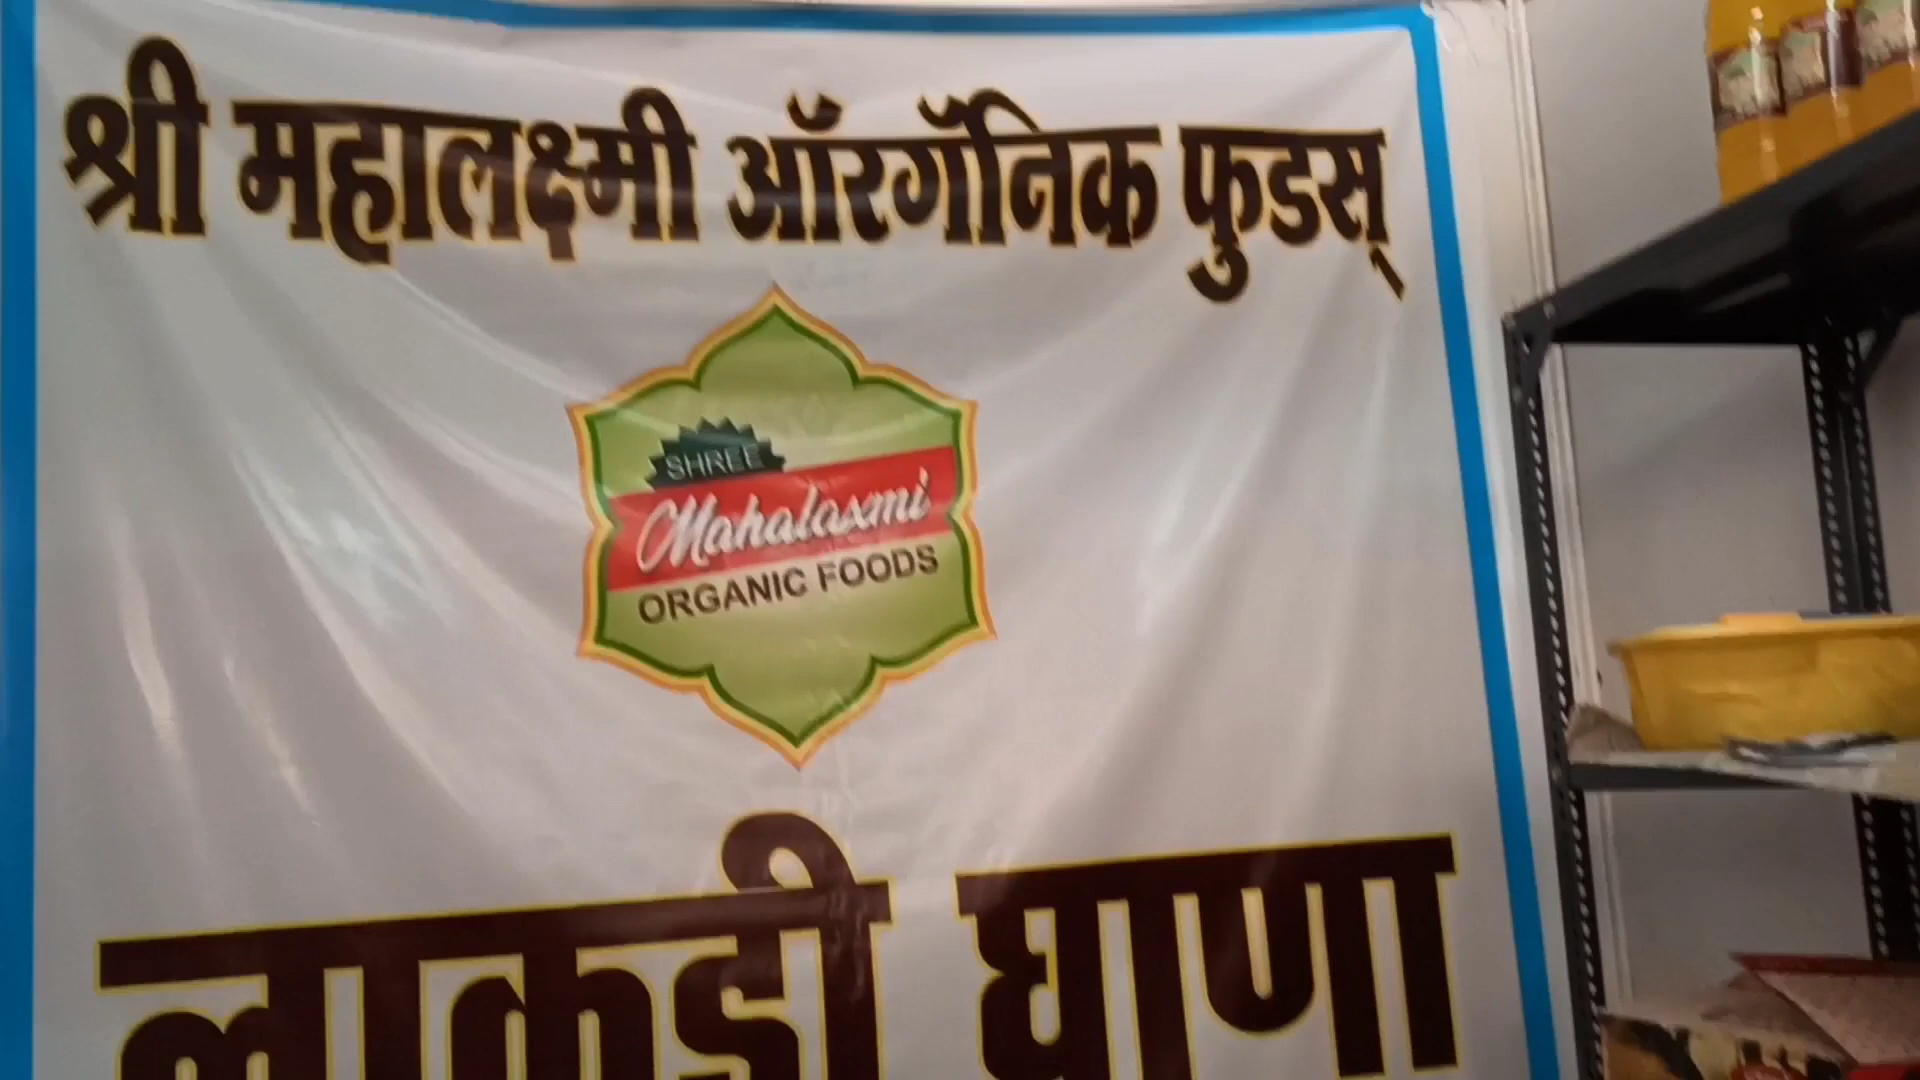 श्री महालक्ष्मी ऑरगॅनिक फुडस्
SHREE
Mahalaxmi
ORGANIC FOODS
लाकडी घाणा